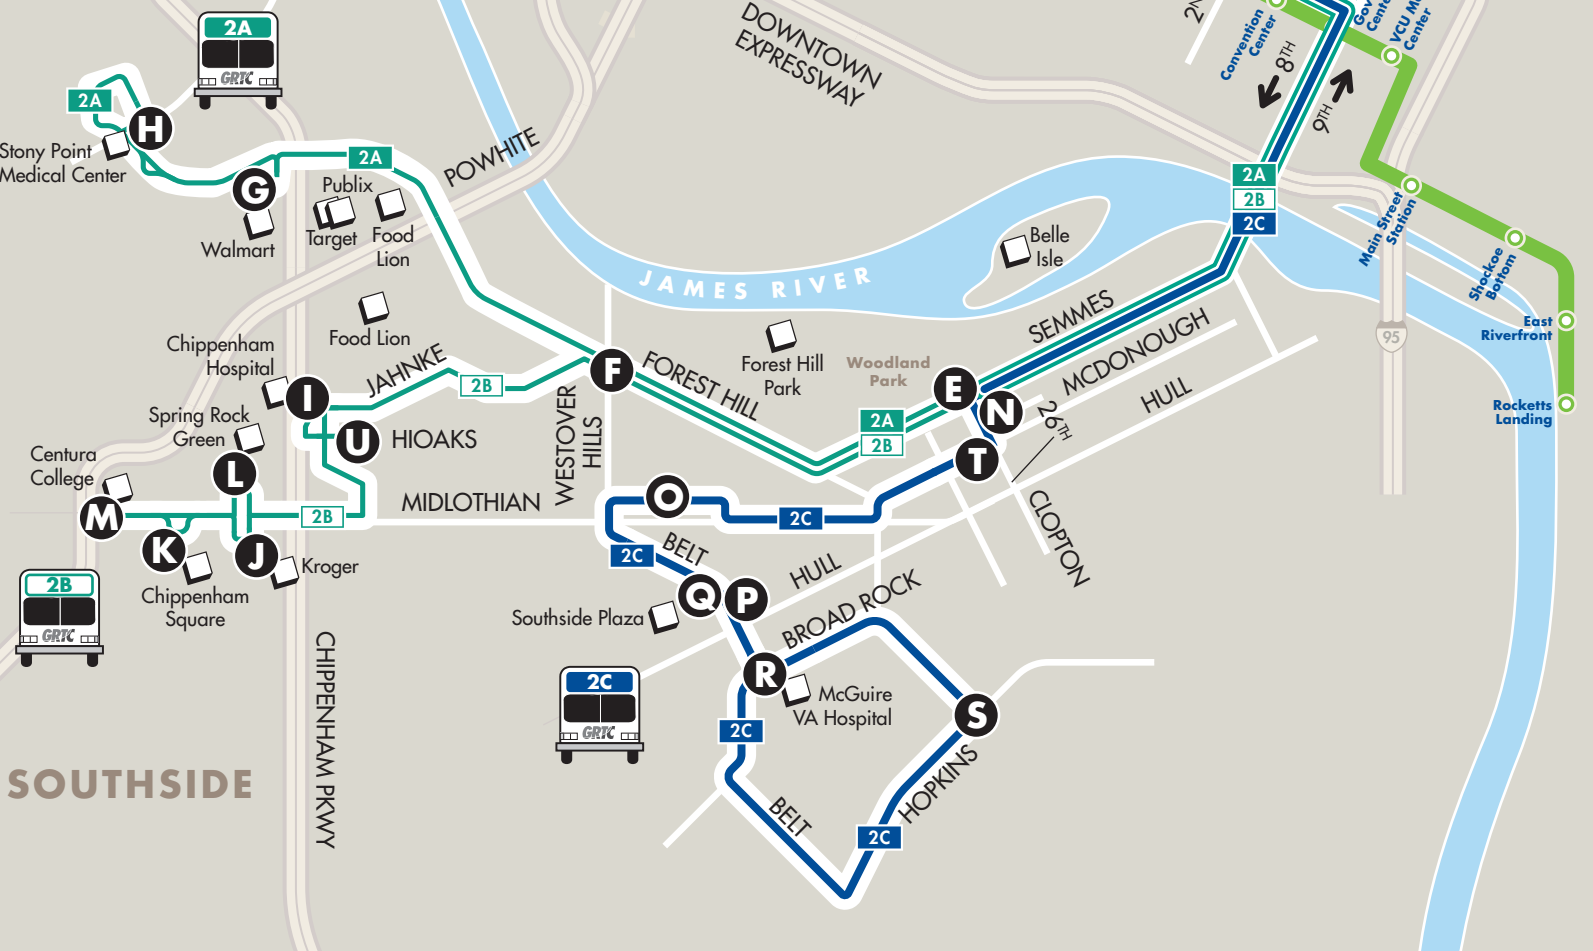 2A
GRTC
2A
H
Stony Point
Medical Center
G
Walmart
2A
Publix
Target
Food
Lion
Food Lion
POWHITE
DOWNTOWN
EXPRESSWAY
JAMES RIVER
Belle
Isle
Convention
Center
8TH
9TH
VCU M
Center
2A
2B
2C
Main Street
Station
Shockoe
Bottom
East
Riverfront
Rocketts
Landing
95
Chippenham
Hospital
I
JAHNKE
2B
F
FOREST HILL
WESTOVER
HILLS
Forest Hill
Park
Woodland
Park
SEMMES
MCDONOUGH
HULL
E
N
26TH
T
2A
2B
Spring Rock
Green
U
HIOAKS
L
Centura
College
M
2B
MIDLOTHIAN
O
2C
CLOPTON
K
Chippenham
Square
J
Kroger
2B
GRTC
2C
BELT
HULL
BROAD ROCK
Southside Plaza
Q
P
R
McGuire
VA Hospital
S
2C
GRTC
2C
BELT
HOPKINS
2C
CHIPPENHAM PKWY
SOUTHSIDE